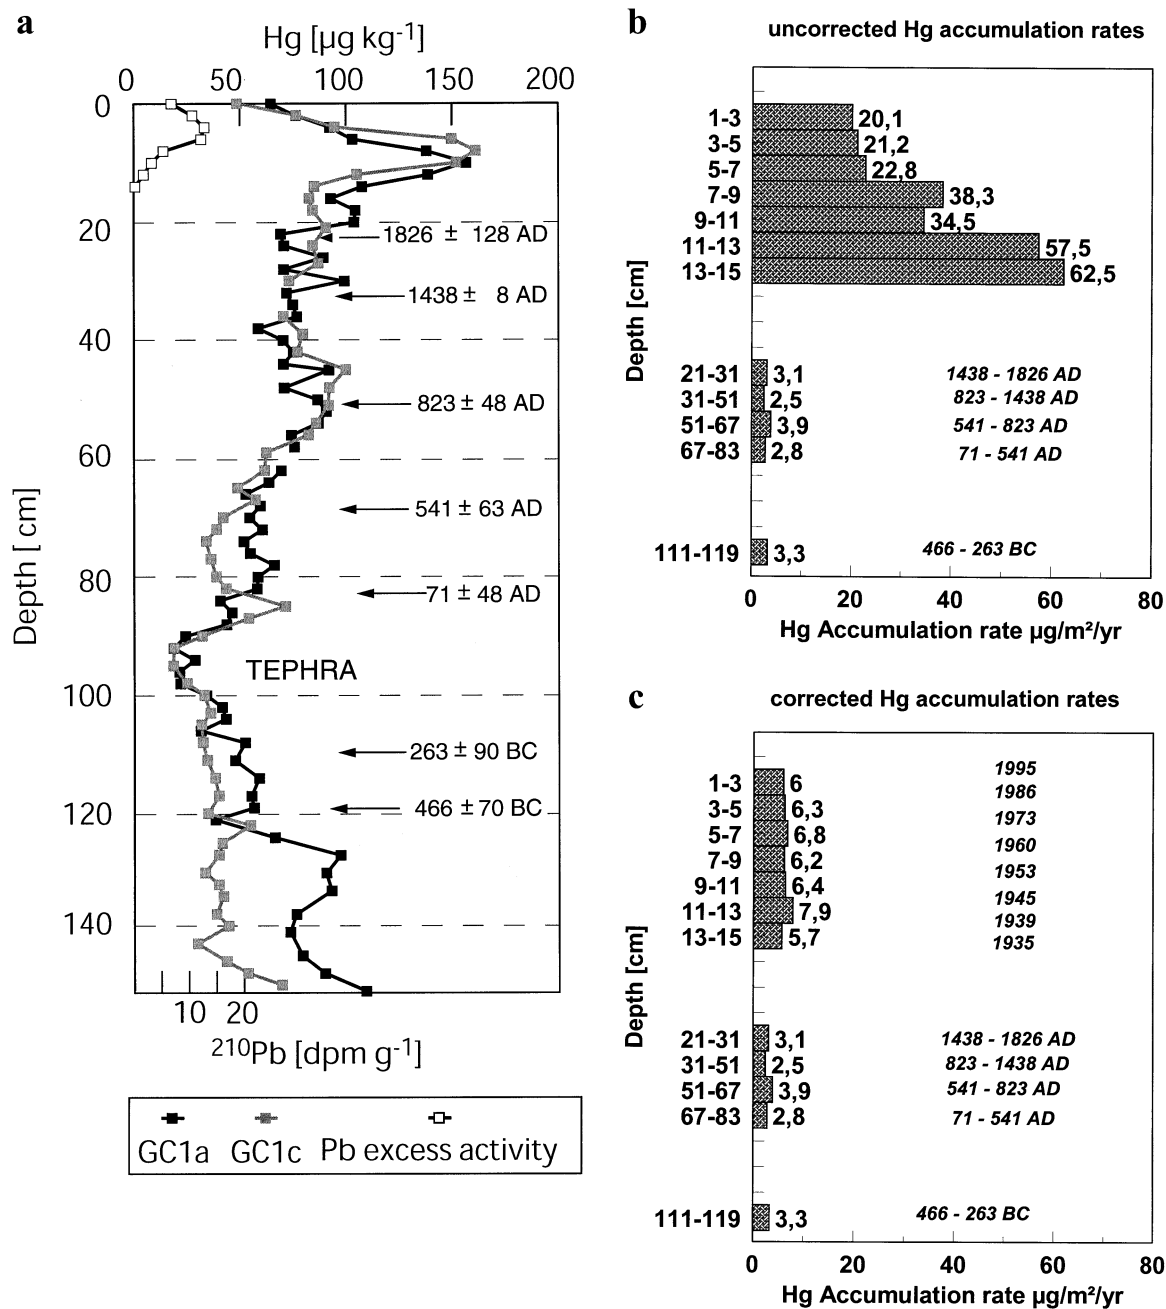 a
Hg [µg kg-1]
0 50 100 150 200
0
20
40
60
80
100
120
140
Depth [ cm]
1826 ± 128 AD
1438 ± 8 AD
823 ± 48 AD
541 ± 63 AD
71 ± 48 AD
TEPHRA
263 ± 90 BC
466 ± 70 BC
10 20
210Pb [dpm g-1]
GC1a GC1c Pb excess activity
b
uncorrected Hg accumulation rates
Depth [cm]
1-3 20,1
3-5 21,2
5-7 22,8
7-9 38,3
9-11 34,5
11-13 57,5
13-15 62,5
21-31 3,1 1438 - 1826 AD
31-51 2,5 823 - 1438 AD
51-67 3,9 541 - 823 AD
67-83 2,8 71 - 541 AD
111-119 3,3 466 - 263 BC
0 20 40 60 80
Hg Accumulation rate µg/m²/yr
c
corrected Hg accumulation rates
Depth [cm]
1995
1-3 6
1986
3-5 6,3
1973
5-7 6,8
1960
7-9 6,2
1953
9-11 6,4
1945
11-13 7,9
1939
13-15 5,7
1935
21-31 3,1 1438 - 1826 AD
31-51 2,5 823 - 1438 AD
51-67 3,9 541 - 823 AD
67-83 2,8 71 - 541 AD
111-119 3,3 466 - 263 BC
0 20 40 60 80
Hg Accumulation rate µg/m²/yr